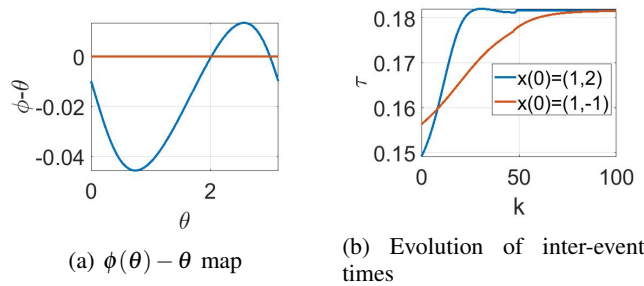 0
-0.02
-0.04
ϕ-θ
0
2
θ
(a) ϕ(θ) − θ map
0.18
0.17
0.16
0.15
τ
x(0)=(1,2)
x(0)=(1,-1)
0
50
100
k
(b) Evolution of inter-event
times